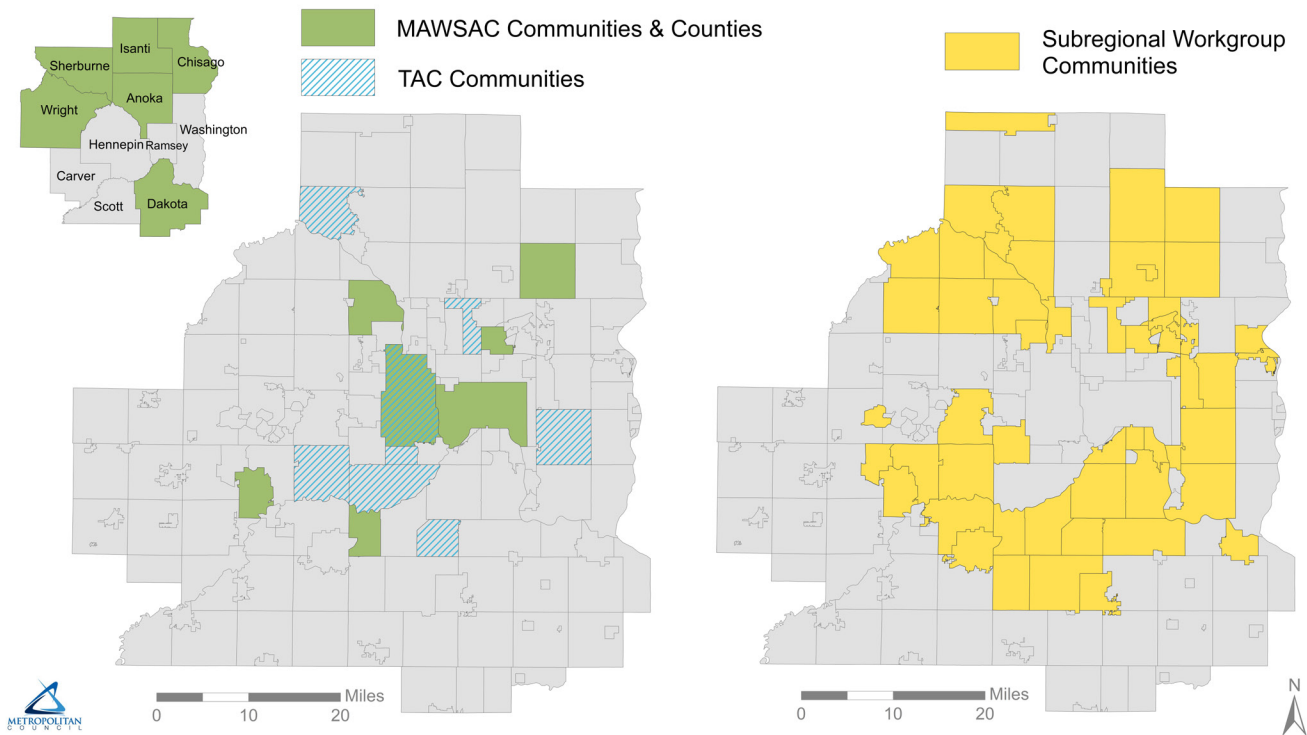 MAWSAC Communities & Counties
TAC Communities
Subregional Workgroup
Communities
Isanti
Sherburne
Chisago
Wright
Anoka
Washington
Hennepin
Ramsey
Carver
Scott
Dakota
Miles
0
10
20
Miles
0
10
20
N
METROPOLITAN
COUNCIL